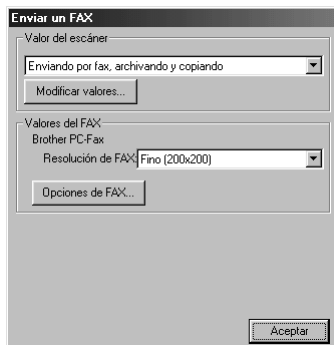 Enviar un FAX
Valor del escáner
Enviando por fax, archivando y copiando
Modificar valores...
Valores del FAX
Brother PC-Fax
Resolución de FAX: Fino (200x200)
Opciones de FAX...
Aceptar